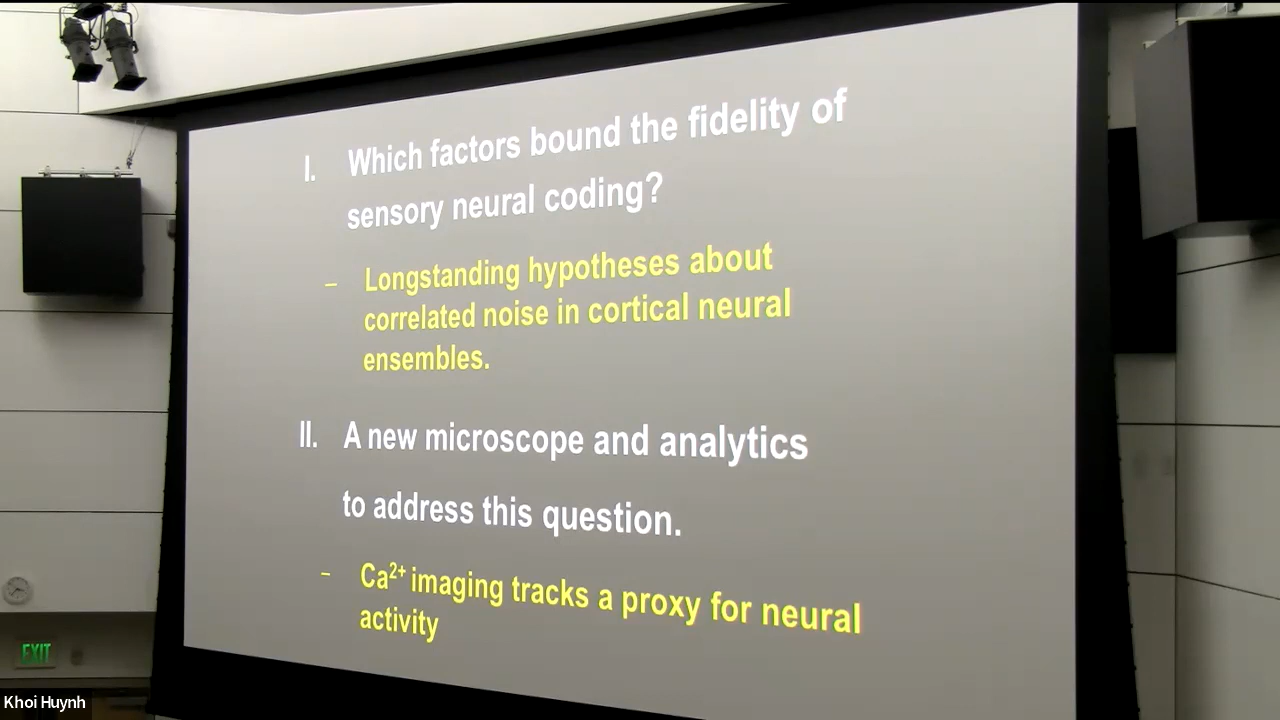 I. Which factors bound the fidelity of
sensory neural coding?
– Longstanding hypotheses about
correlated noise in cortical neural
ensembles.
II. A new microscope and analytics
to address this question.
– Ca²⁺ imaging tracks a proxy for neural
activity
EXIT
Khoi Huynh